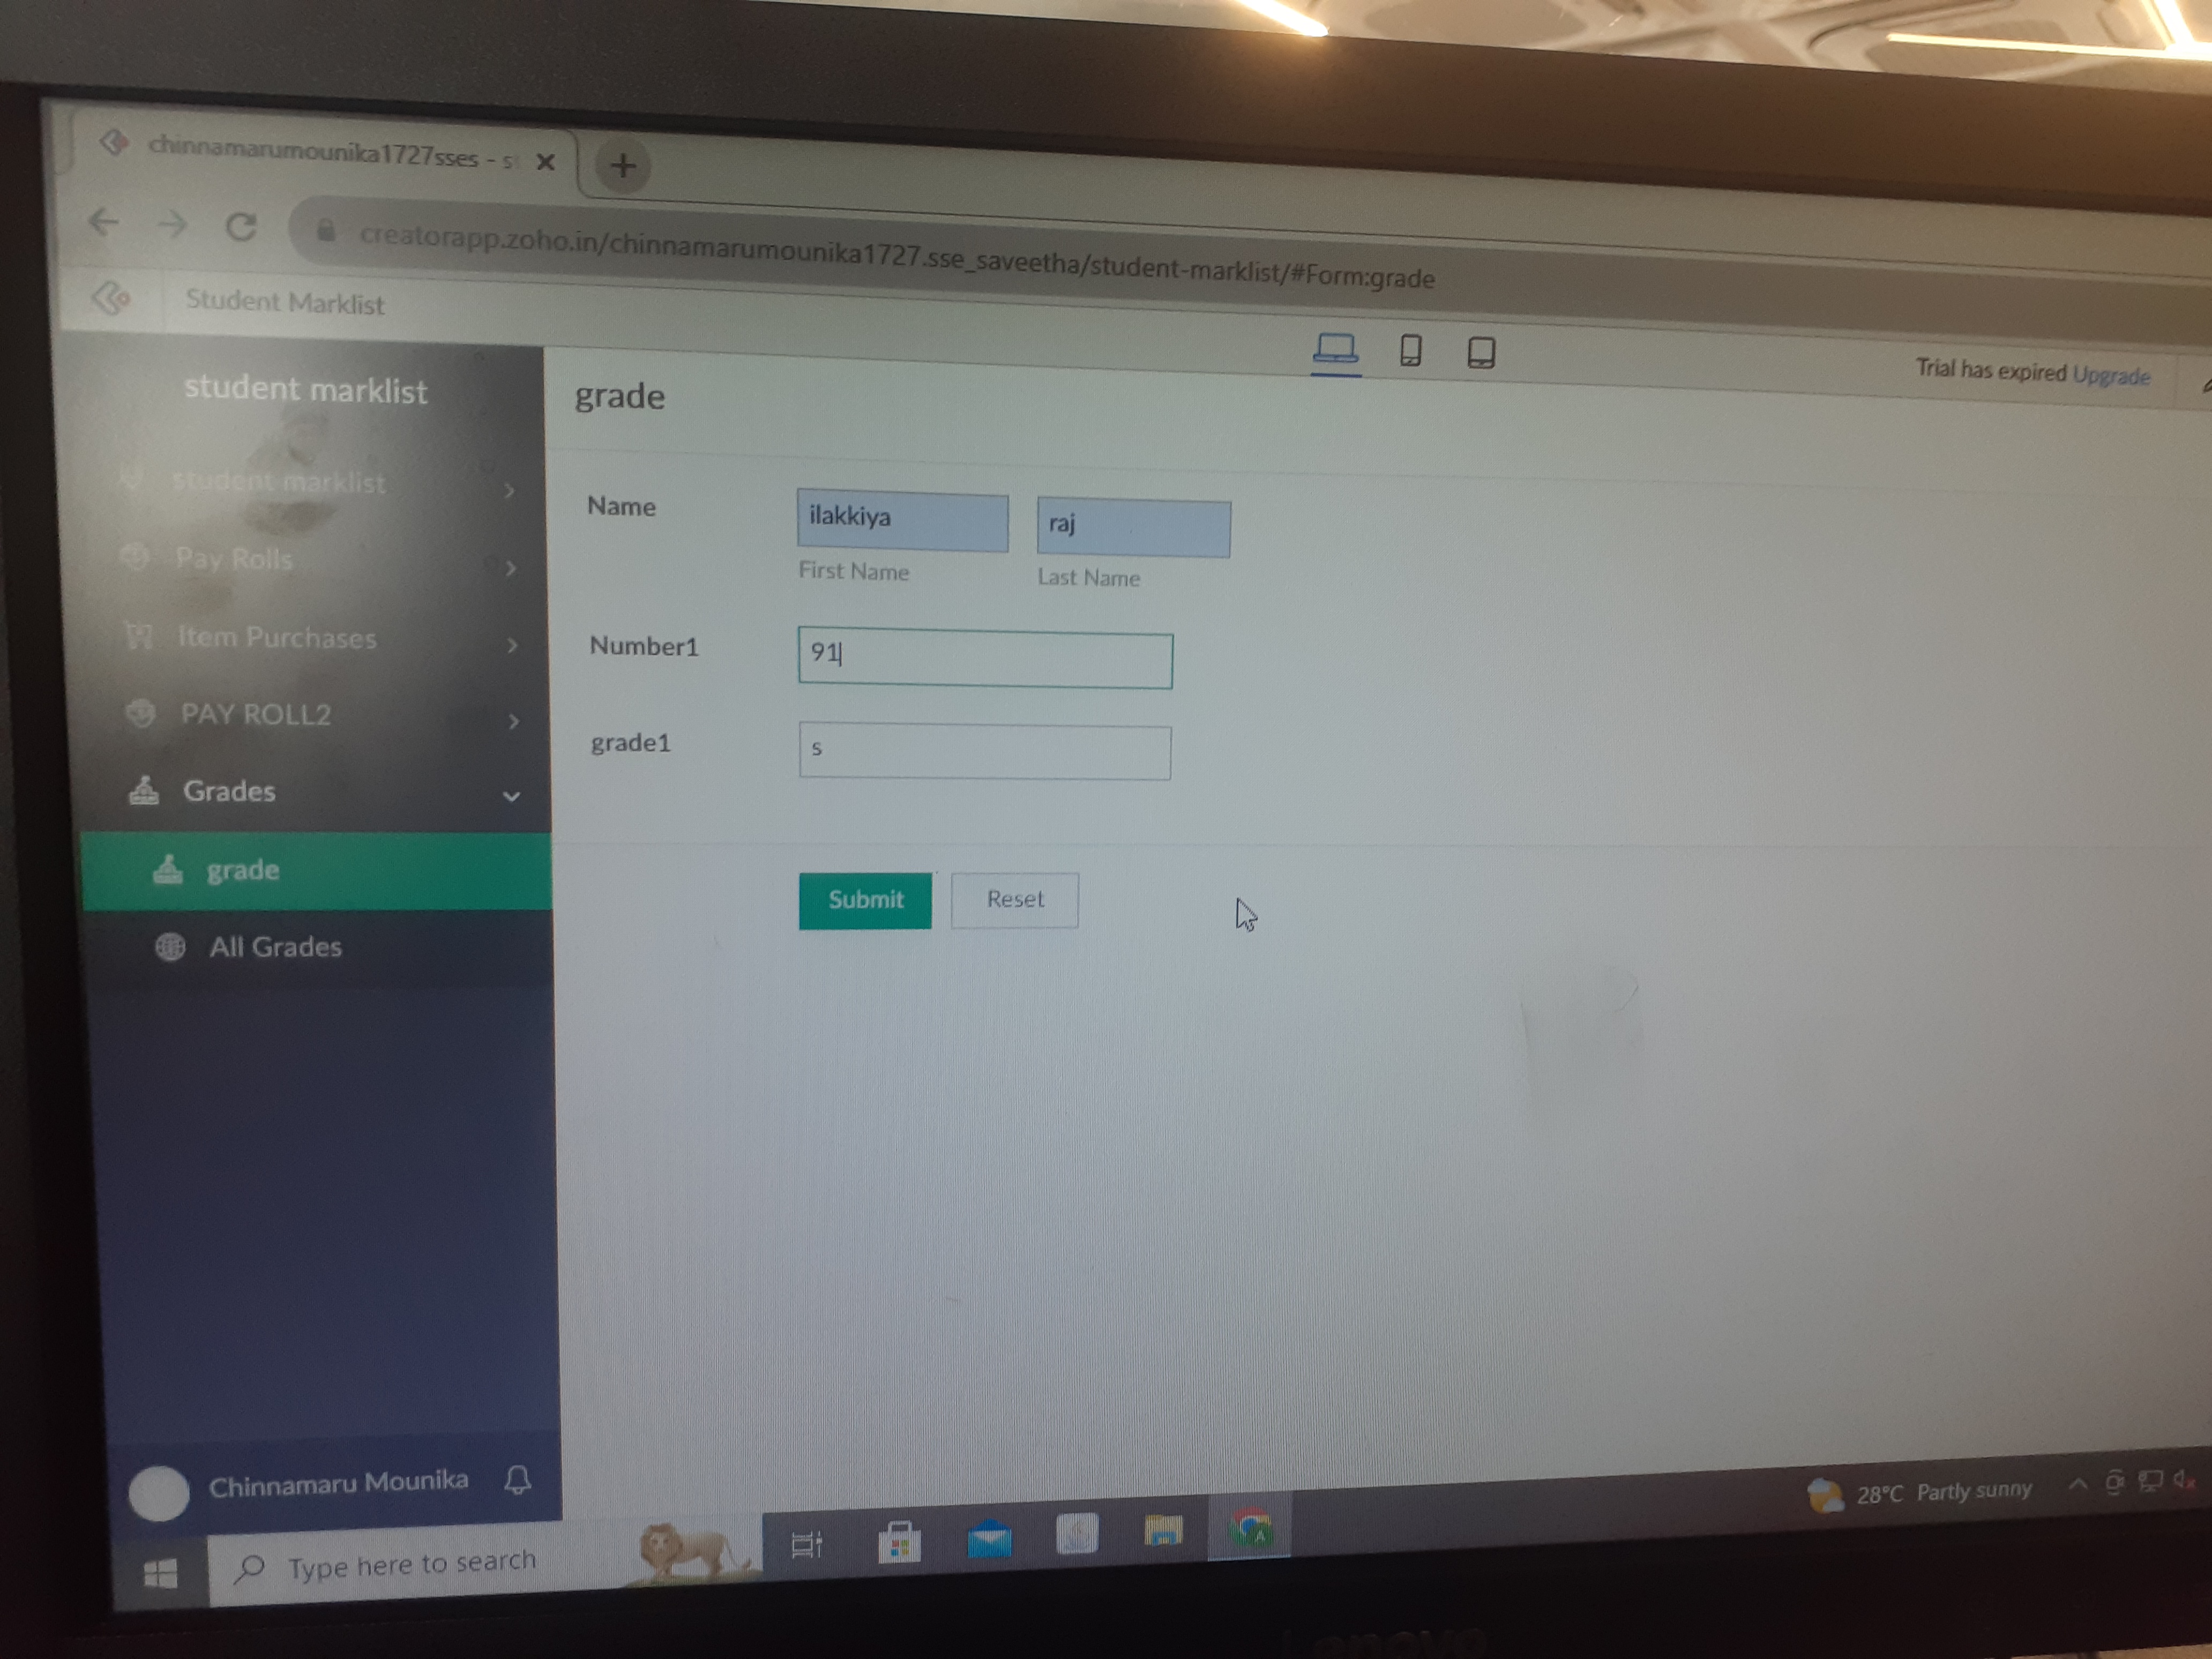 chinnamarumounika1727sses - s
creatorapp.zoho.in/chinnamarumounika1727.sse_saveetha/student-marklist/#Form:grade
Student Marklist
Trial has expired Upgrade
student marklist
student marklist
Pay Rolls
Item Purchases
PAY ROLL2
Grades
grade
All Grades
Chinnamaru Mounika
grade
Name
ilakkiya raj
First Name Last Name
Number1 91
grade1 s
Submit Reset
Type here to search
28°C Partly sunny
Lenovo